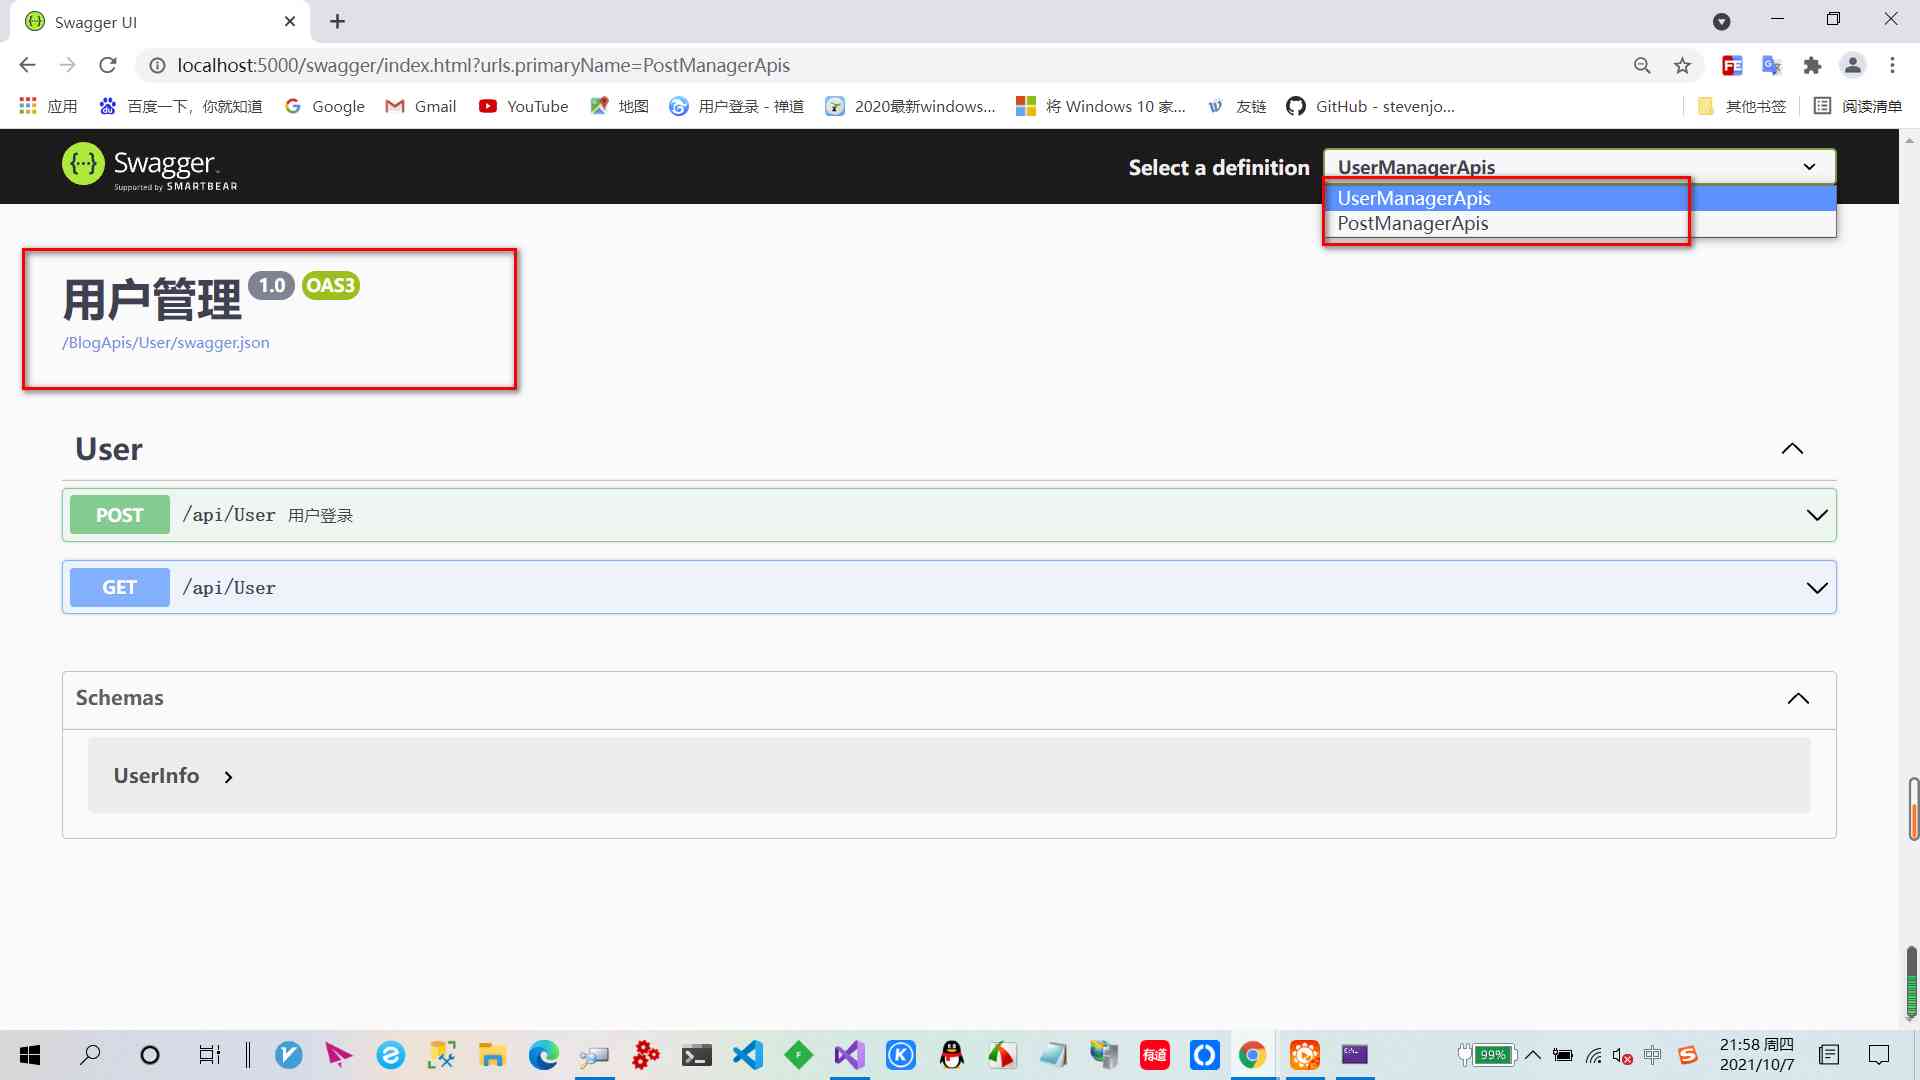 Swagger UI
localhost:5000/swagger/index.html?urls.primaryName=PostManagerApis
应用
百度一下，你就知道
Google
Gmail
YouTube
地图
用户登录 - 禅道
2020最新windows...
将 Windows 10 家...
友链
GitHub - stevenjo...
其他书签
阅读清单
Swagger
Supported by SMARTBEAR
Select a definition
UserManagerApis
UserManagerApis
PostManagerApis
用户管理 1.0 OAS3
/BlogApis/User/swagger.json
User
POST /api/User 用户登录
GET /api/User
Schemas
UserInfo
有道
99%
中
21:58 周四
2021/10/7